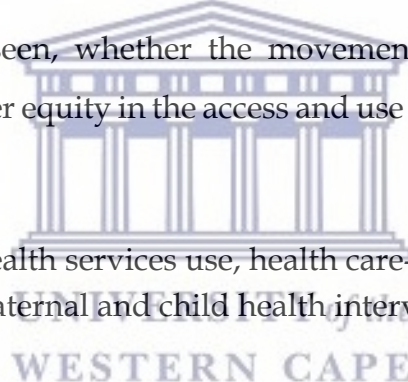 een, whether the movemen
er equity in the access and use
ealth services use, health care-
aternal and child health interv
UNIVERSITY of the
WESTERN CAPE